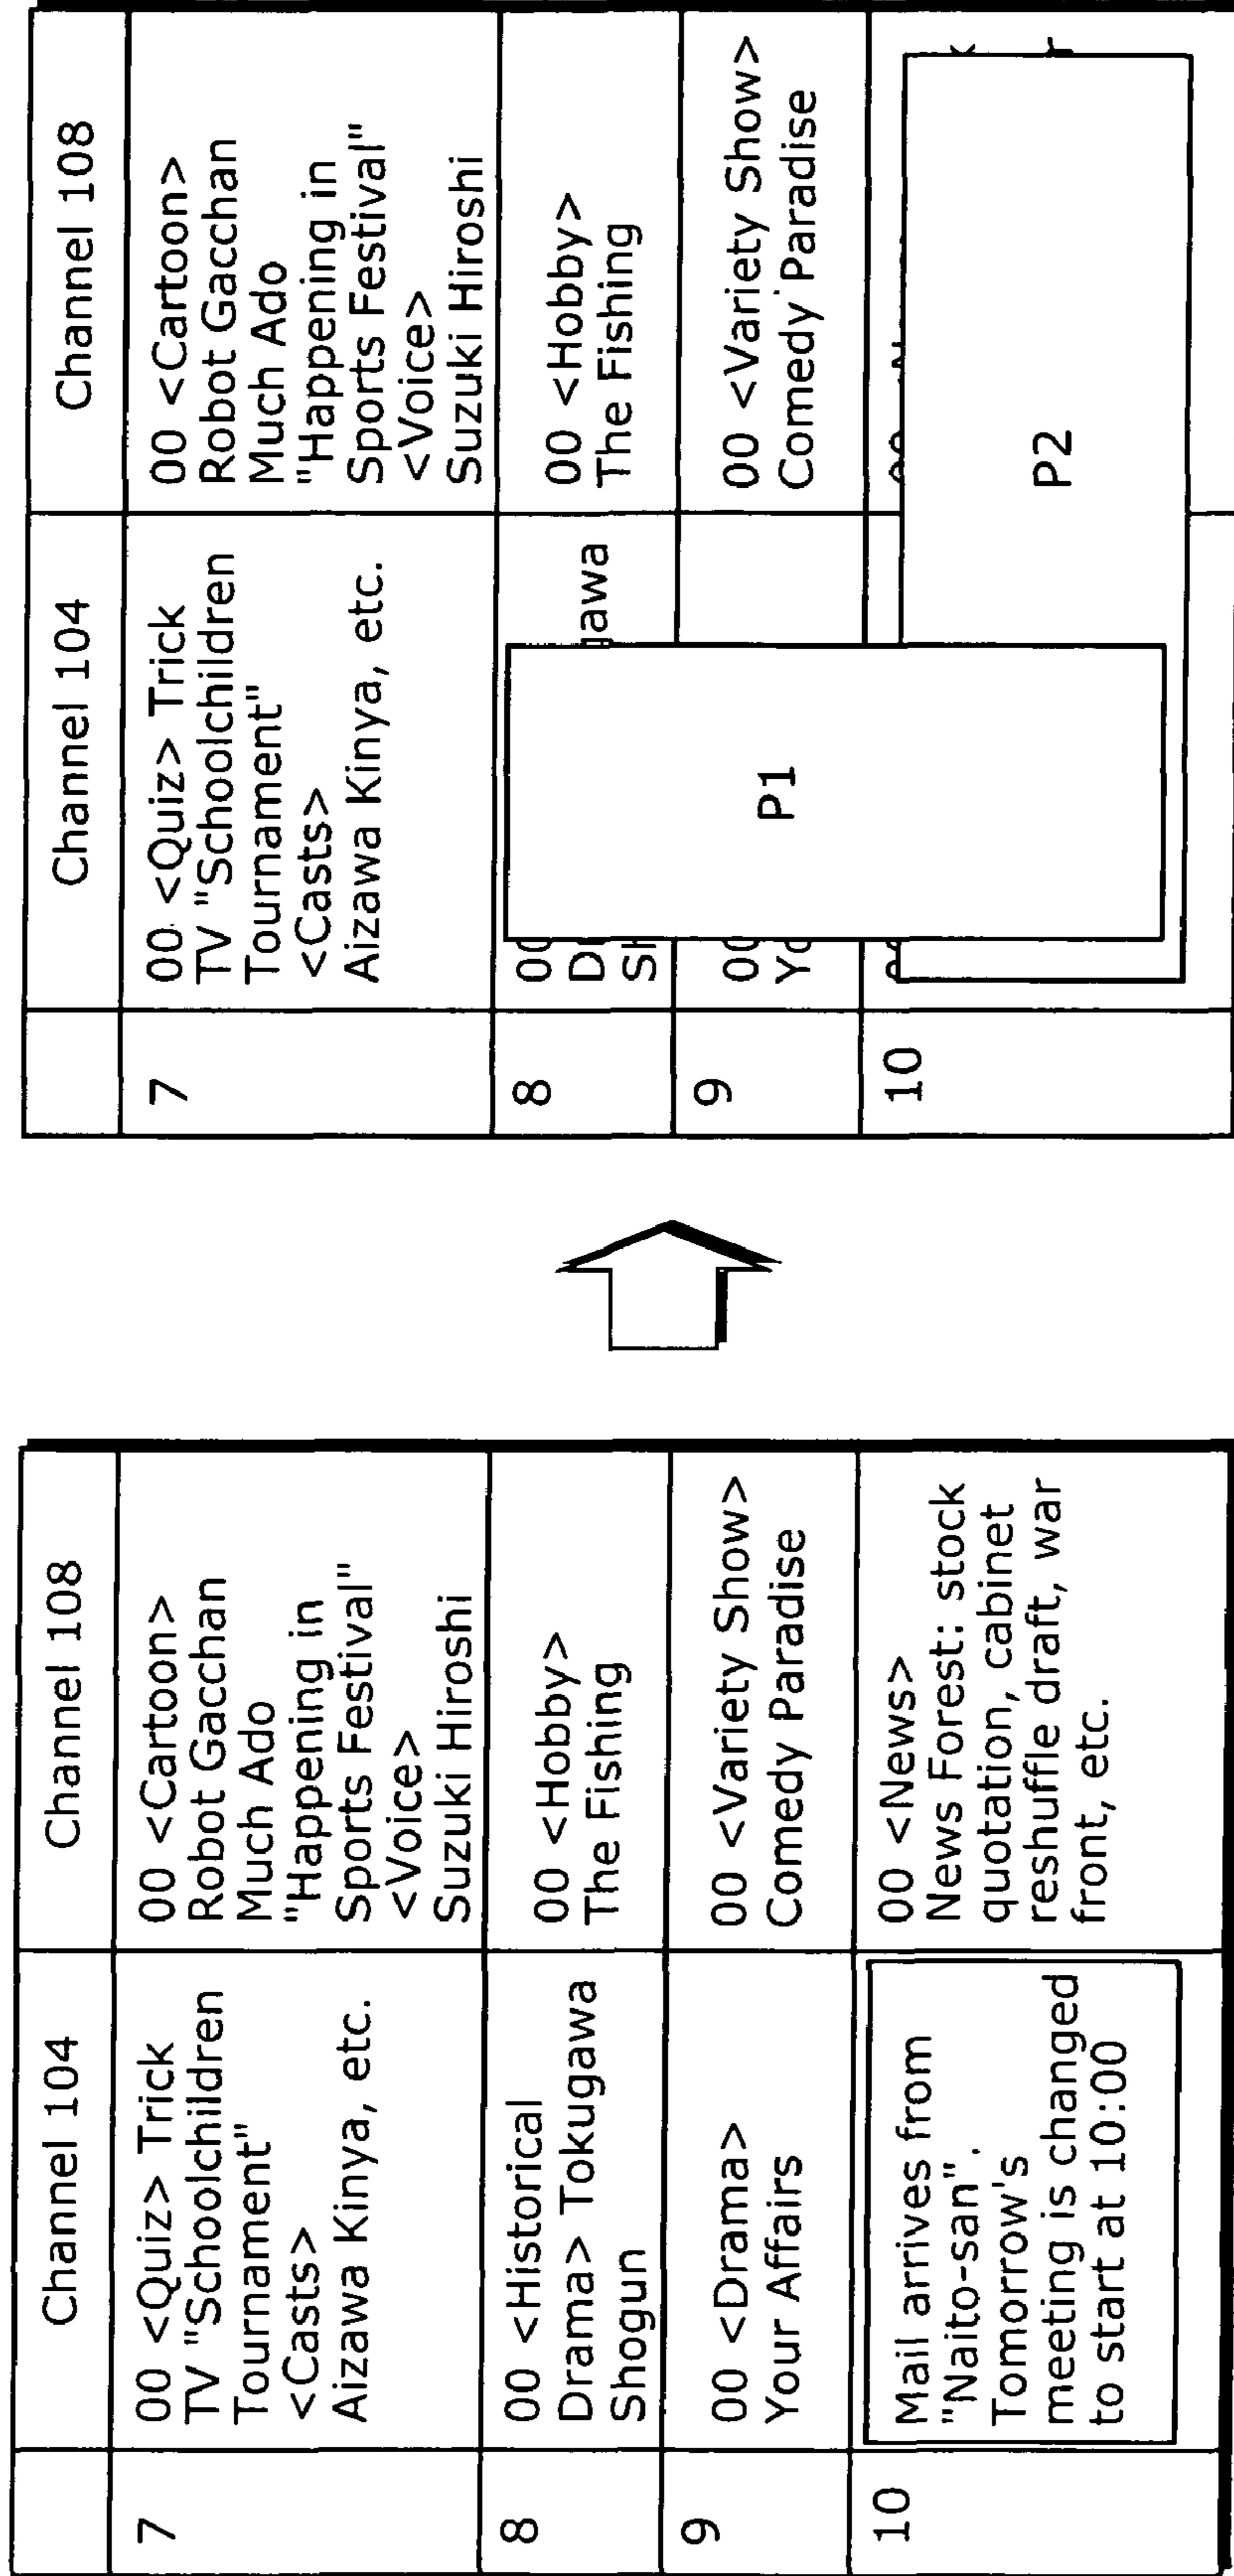 Channel 104
Channel 108
7
00 <Quiz> Trick
TV "Schoolchildren
Tournament"
<Casts>
Aizawa Kinya, etc.
00 <Cartoon>
Robot Gacchan
Much Ado
"Happening in
Sports Festival"
<Voice>
Suzuki Hiroshi
8
00 <Historical
Drama> Tokugawa
Shogun
00 <Hobby>
The Fishing
9
00 <Drama>
Your Affairs
00 <Variety Show>
Comedy Paradise
10
Mail arrives from
"Naito-san".
Tomorrow's
meeting is changed
to start at 10:00
00 <News>
News Forest: stock
quotation, cabinet
reshuffle draft, war
front, etc.
Channel 104
Channel 108
7
00 <Quiz> Trick
TV "Schoolchildren
Tournament"
<Casts>
Aizawa Kinya, etc.
00 <Cartoon>
Robot Gacchan
Much Ado
"Happening in
Sports Festival"
<Voice>
Suzuki Hiroshi
8
00 <Hobby>
The Fishing
9
00 <Variety Show>
Comedy Paradise
10
P1
P2